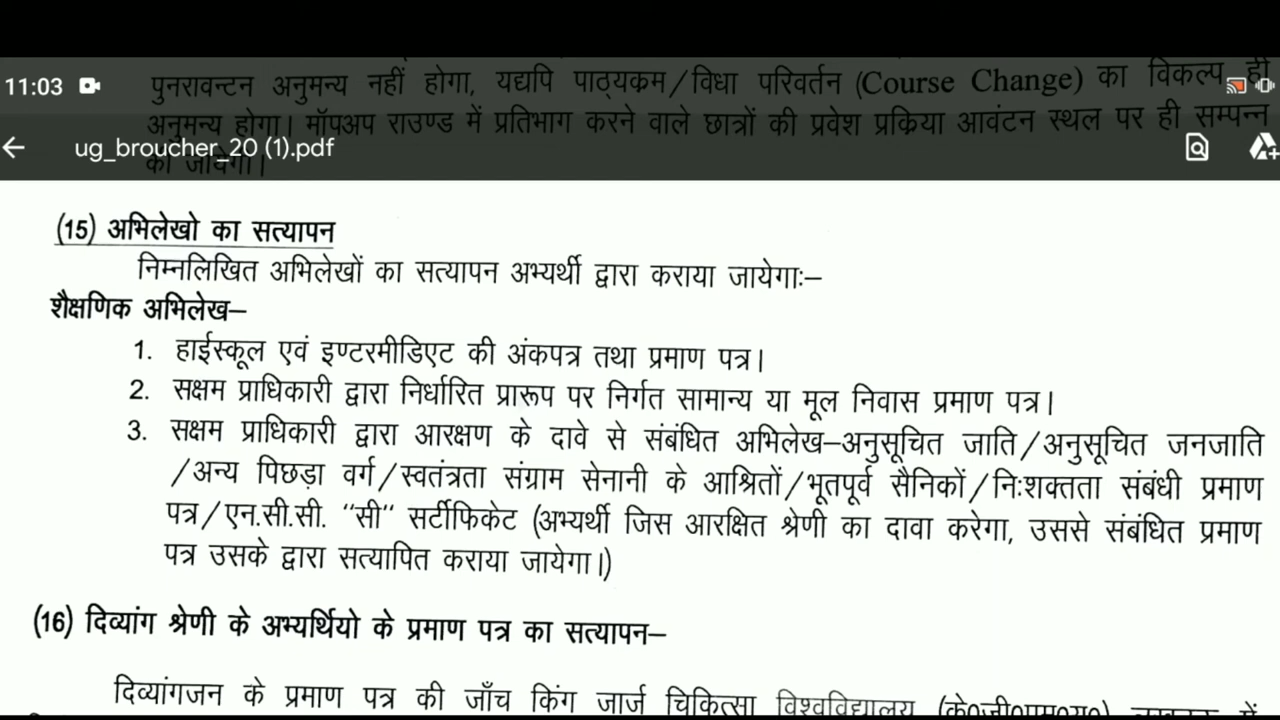 पुनरावन्टन अनुमन्य नहीं होगा, यद्यपि पाठ्यक्रम/विधा परिवर्तन (Course Change) का विकल्प ही
11:03
अनुमन्य होगा। मॉपअप राउण्ड में प्रतिभाग करने वाले छात्रों की प्रवेश प्रक्रिया आवंटन स्थल पर ही सम्पन्न
ug_broucher_20 (1).pdf
की जायेगी।
(15) अभिलेखो का सत्यापन
निम्नलिखित अभिलेखों का सत्यापन अभ्यर्थी द्वारा कराया जायेगाः–
शैक्षणिक अभिलेख–
1. हाईस्कूल एवं इण्टरमीडिएट की अंकपत्र तथा प्रमाण पत्र।
2. सक्षम प्राधिकारी द्वारा निर्धारित प्रारूप पर निर्गत सामान्य या मूल निवास प्रमाण पत्र।
3. सक्षम प्राधिकारी द्वारा आरक्षण के दावे से संबंधित अभिलेख–अनुसूचित जाति/अनुसूचित जनजाति
/अन्य पिछड़ा वर्ग/स्वतंत्रता संग्राम सेनानी के आश्रितों/भूतपूर्व सैनिकों/निःशक्तता संबंधी प्रमाण
पत्र/एन.सी.सी. "सी" सर्टीफिकेट (अभ्यर्थी जिस आरक्षित श्रेणी का दावा करेगा, उससे संबंधित प्रमाण
पत्र उसके द्वारा सत्यापित कराया जायेगा।)
(16) दिव्यांग श्रेणी के अभ्यर्थियो के प्रमाण पत्र का सत्यापन–
दिव्यांगजन के प्रमाण पत्र की जाँच किंग जार्ज चिकित्सा विश्वविद्यालय (के०जी०एम०यू०) लखनऊ में